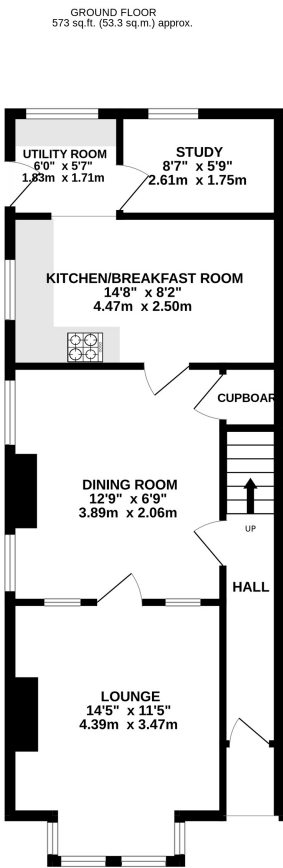 GROUND FLOOR
573 sq.ft. (53.3 sq.m.) approx.
UTILITY ROOM
6'0" x 5'7"
1.83m x 1.71m
STUDY
8'7" x 5'9"
2.61m x 1.75m
KITCHEN/BREAKFAST ROOM
14'8" x 8'2"
4.47m x 2.50m
CUPBOAR
DINING ROOM
12'9" x 6'9"
3.89m x 2.06m
UP
HALL
LOUNGE
14'5" x 11'5"
4.39m x 3.47m